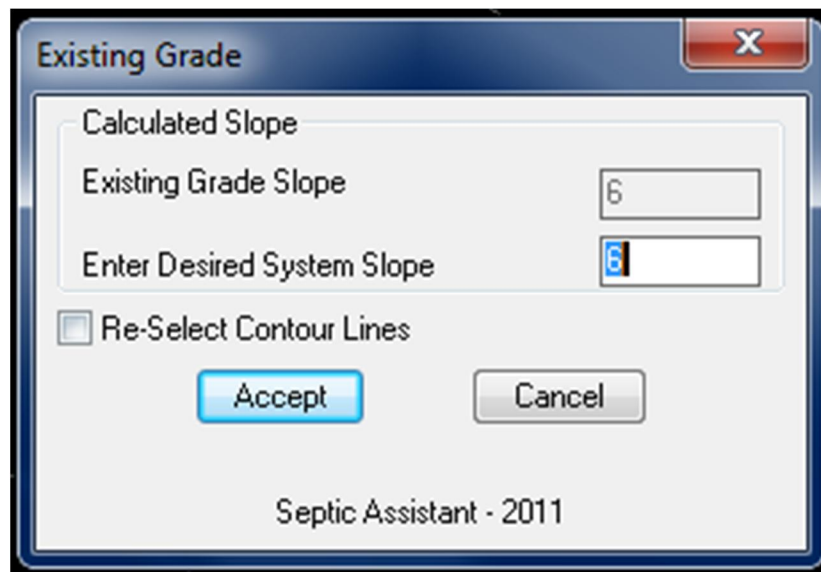 Existing Grade
Calculated Slope
Existing Grade Slope 6
Enter Desired System Slope 6
Re-Select Contour Lines
Accept Cancel
Septic Assistant - 2011